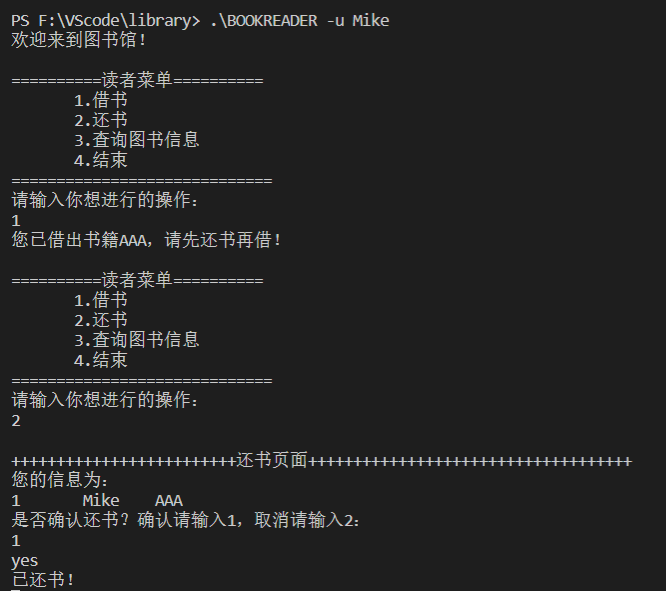 PS F:\VScode\library> .\BOOKREADER -u Mike
欢迎来到图书馆！
==========读者菜单==========
1.借书
2.还书
3.查询图书信息
4.结束
=============================
请输入你想进行的操作：
1
您已借出书籍AAA，请先还书再借！
==========读者菜单==========
1.借书
2.还书
3.查询图书信息
4.结束
=============================
请输入你想进行的操作：
2
+++++++++++++++++++++++++还书页面++++++++++++++++++++++++++++++++++++
您的信息为：
1 Mike AAA
是否确认还书？确认请输入1，取消请输入2：
1
yes
已还书！